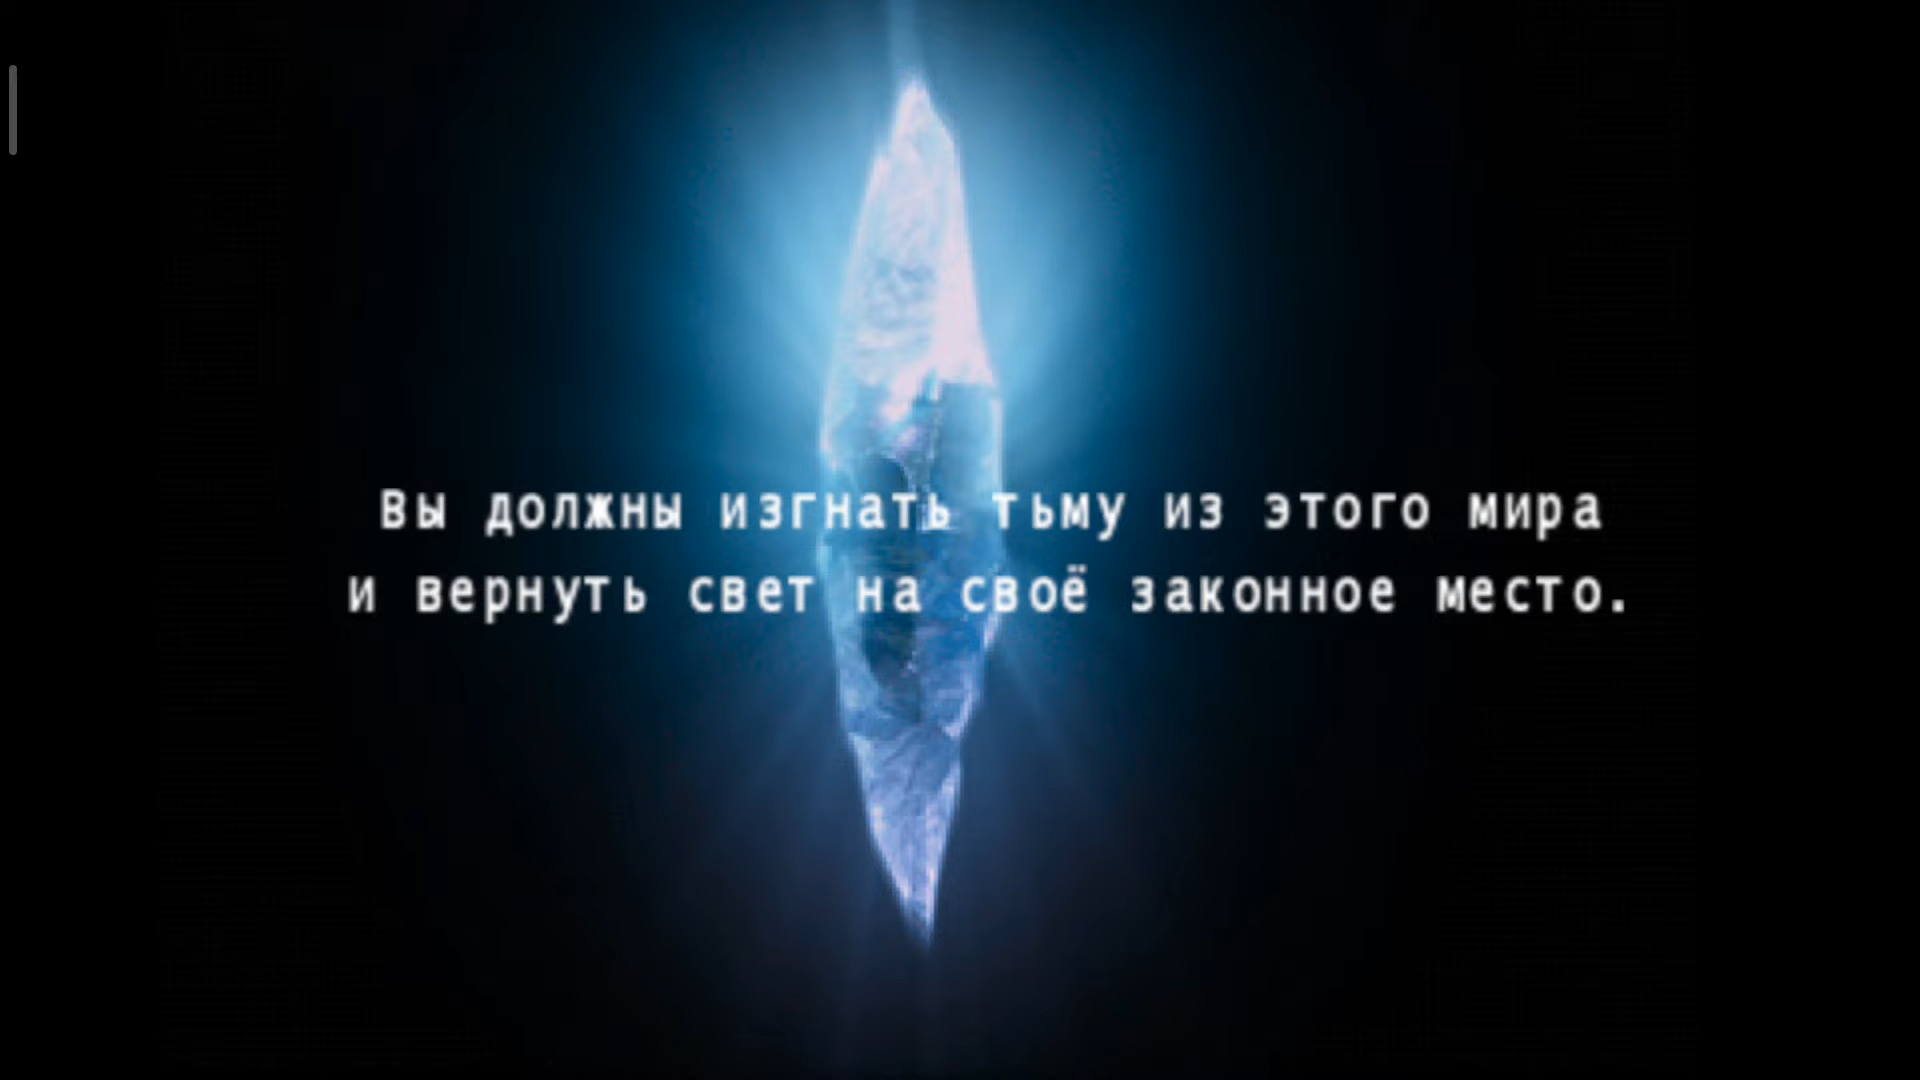 Вы должны изгнать тьму из этого мира
и вернуть свет на своё законное место.